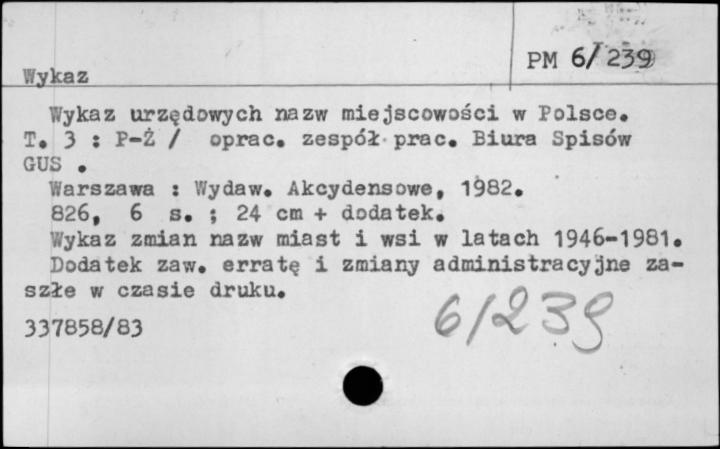 PM 6/239
Wykaz
Wykaz urzędowych nazw miejscowości w Polsce.
T. 3 : P-Ż / oprac. zespół prac. Biura Spisów
GUS .
Warszawa : Wydaw. Akcydensowe, 1982.
826, 6 s. ; 24 cm + dodatek.
Wykaz zmian nazw miast i wsi w latach 1946-1981.
Dodatek zaw. erratę i zmiany administracyjne za-
szłe w czasie druku.
337858/83
6/239